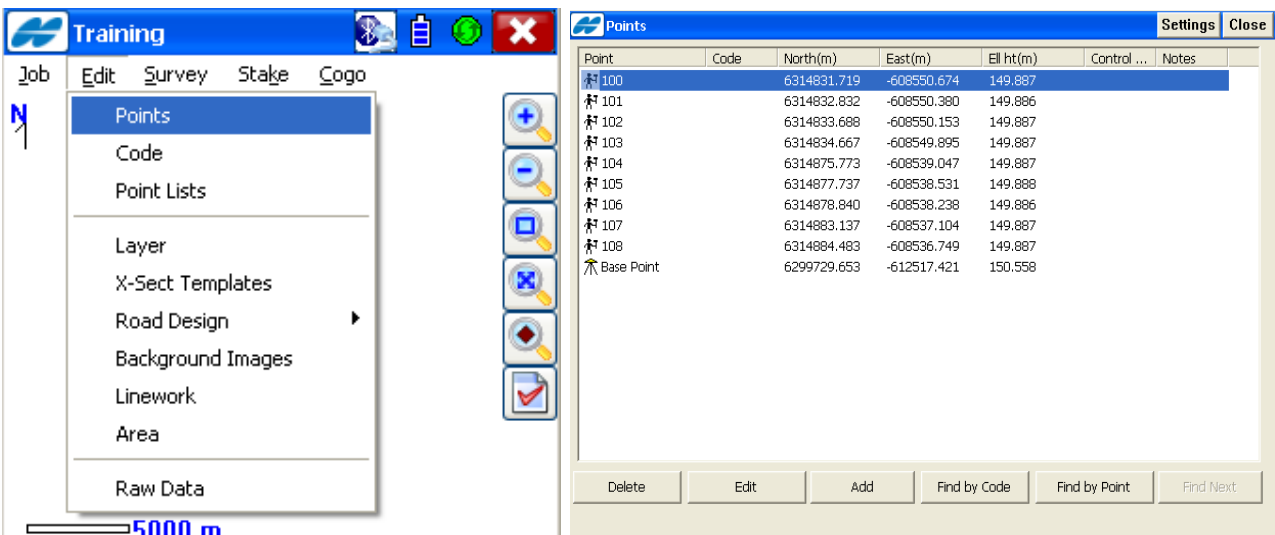 Training
Job Edit Survey Stake Cogo
N
Points
Code
Point Lists
Layer
X-Sect Templates
Road Design
Background Images
Linework
Area
Raw Data
5000 m
Points Settings Close
Point Code North(m) East(m) Ell ht(m) Control ... Notes
100 6314831.719 -608550.674 149.887
101 6314832.832 -608550.380 149.886
102 6314833.688 -608550.153 149.887
103 6314834.667 -608549.895 149.887
104 6314875.773 -608539.047 149.887
105 6314877.737 -608538.531 149.888
106 6314878.840 -608538.238 149.886
107 6314883.137 -608537.104 149.887
108 6314884.483 -608536.749 149.887
Base Point 6299729.653 -612517.421 150.558
Delete Edit Add Find by Code Find by Point Find Next